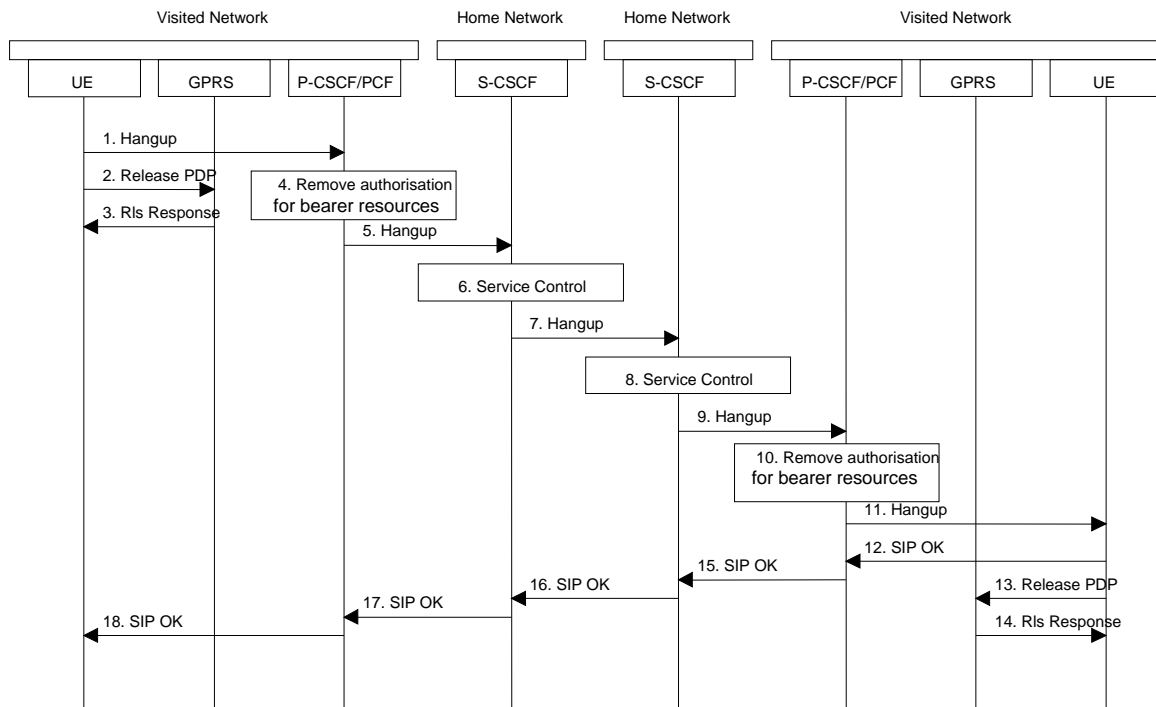 Visited Network
Home Network
Home Network
Visited Network
UE
GPRS
P-CSCF/PCF
S-CSCF
S-CSCF
P-CSCF/PCF
GPRS
UE
1. Hangup
2. Release PDP
4. Remove authorisation
for bearer resources
3. Rls Response
5. Hangup
6. Service Control
7. Hangup
8. Service Control
9. Hangup
10. Remove authorisation
for bearer resources
11. Hangup
12. SIP OK
15. SIP OK
13. Release PDP
16. SIP OK
17. SIP OK
18. SIP OK
14. Rls Response